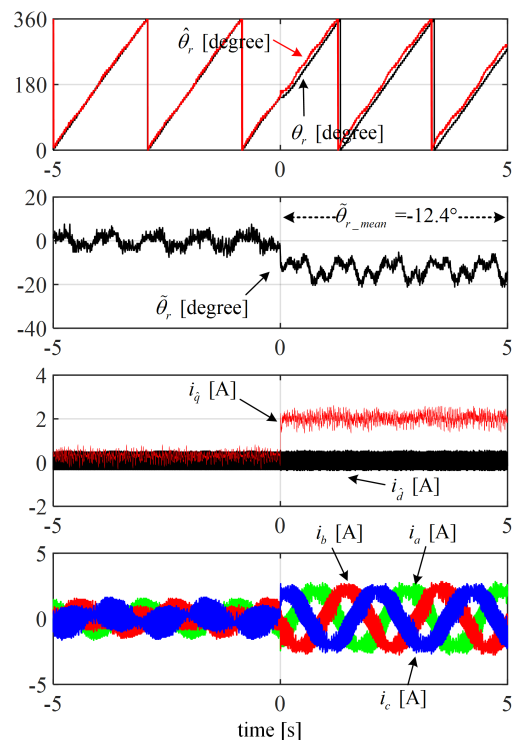 360
θ̂r [degree]
180
θr [degree]
0
-5 0 5
20
θ̃r_mean =-12.4°
0
-20
θ̃r [degree]
-40
-5 0 5
4
iq̂ [A]
2
0
id̂ [A]
-2
-5 0 5
5
ib [A] ia [A]
0
ic [A]
-5
-5 0 5
time [s]